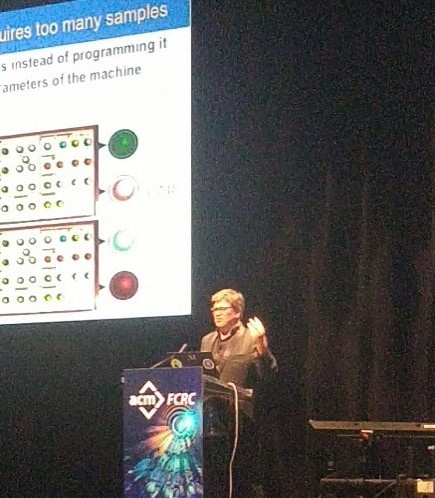 uires too many samples
s instead of programming it
rameters of the machine
acm FCRC